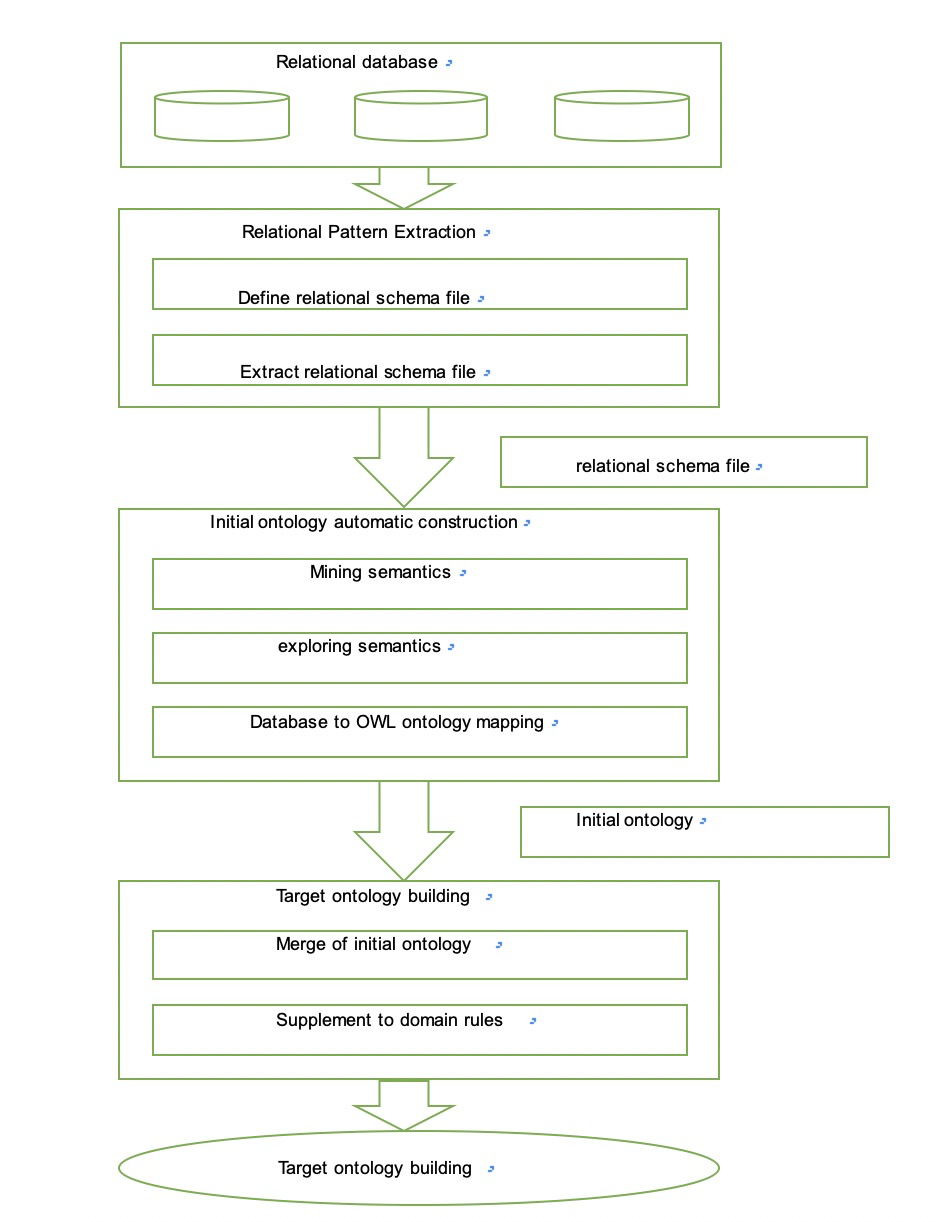 Relational database
Relational Pattern Extraction
Define relational schema file
Extract relational schema file
relational schema file
Initial ontology automatic construction
Mining semantics
exploring semantics
Database to OWL ontology mapping
Initial ontology
Target ontology building
Merge of initial ontology
Supplement to domain rules
Target ontology building